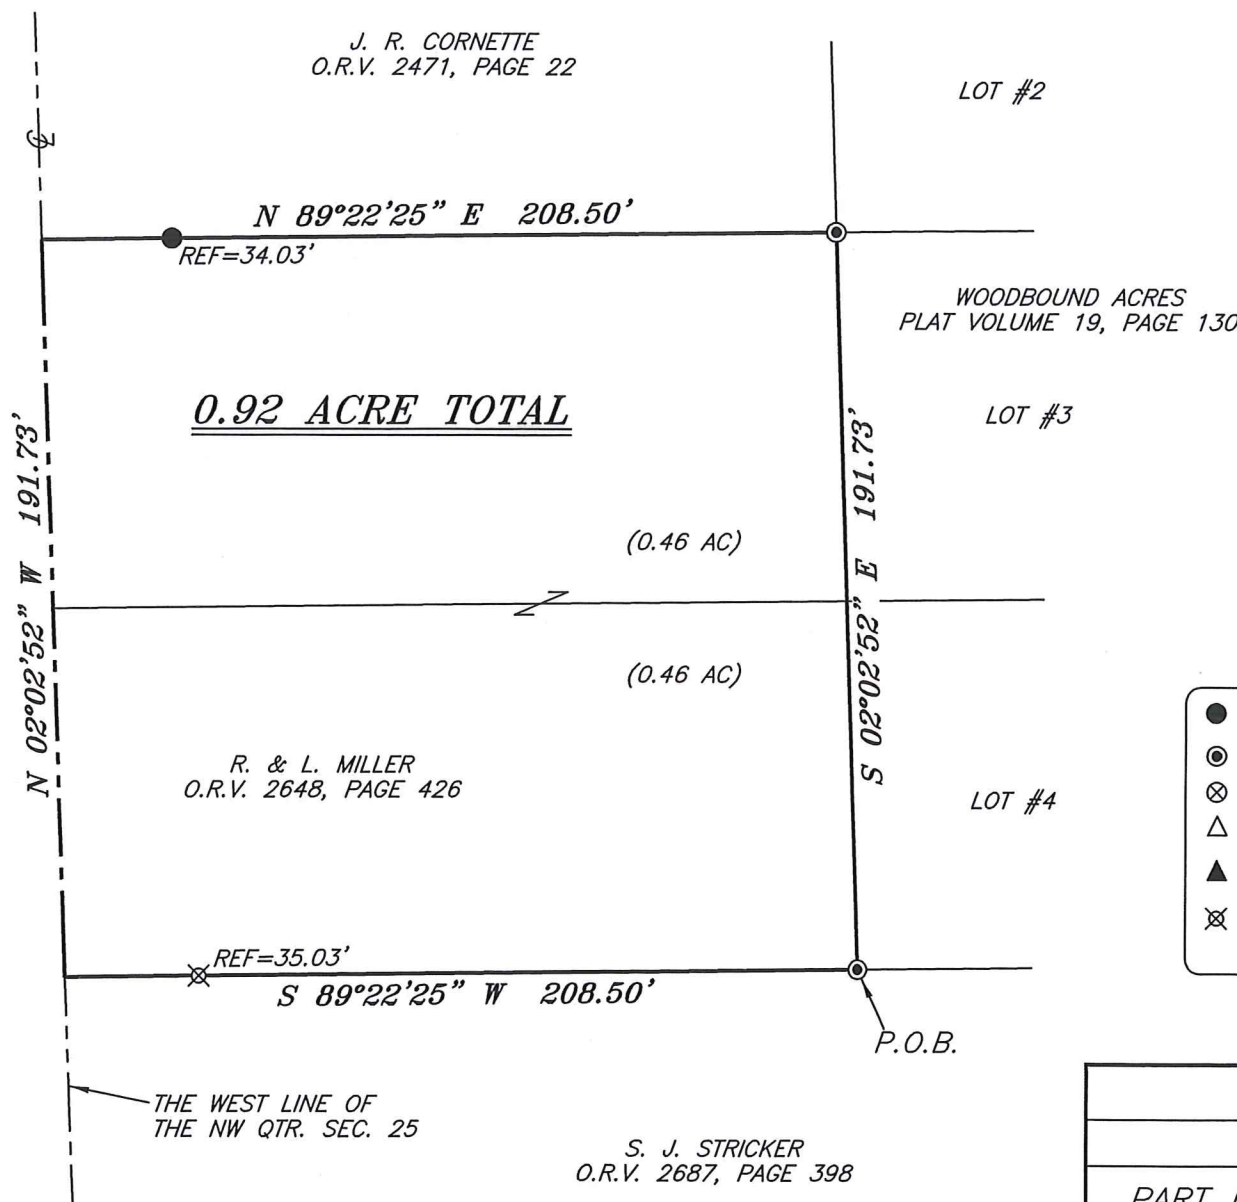 J. R. CORNETTE
O.R.V. 2471, PAGE 22
LOT #2
℄
N 89°22'25" E 208.50'
REF=34.03'
WOODBOUND ACRES
PLAT VOLUME 19, PAGE 130
0.92 ACRE TOTAL
LOT #3
N 02°02'52" W 191.73'
S 02°02'52" E 191.73'
(0.46 AC)
(0.46 AC)
R. & L. MILLER
O.R.V. 2648, PAGE 426
LOT #4
REF=35.03'
S 89°22'25" W 208.50'
P.O.B.
THE WEST LINE OF
THE NW QTR. SEC. 25
S. J. STRICKER
O.R.V. 2687, PAGE 398
PART